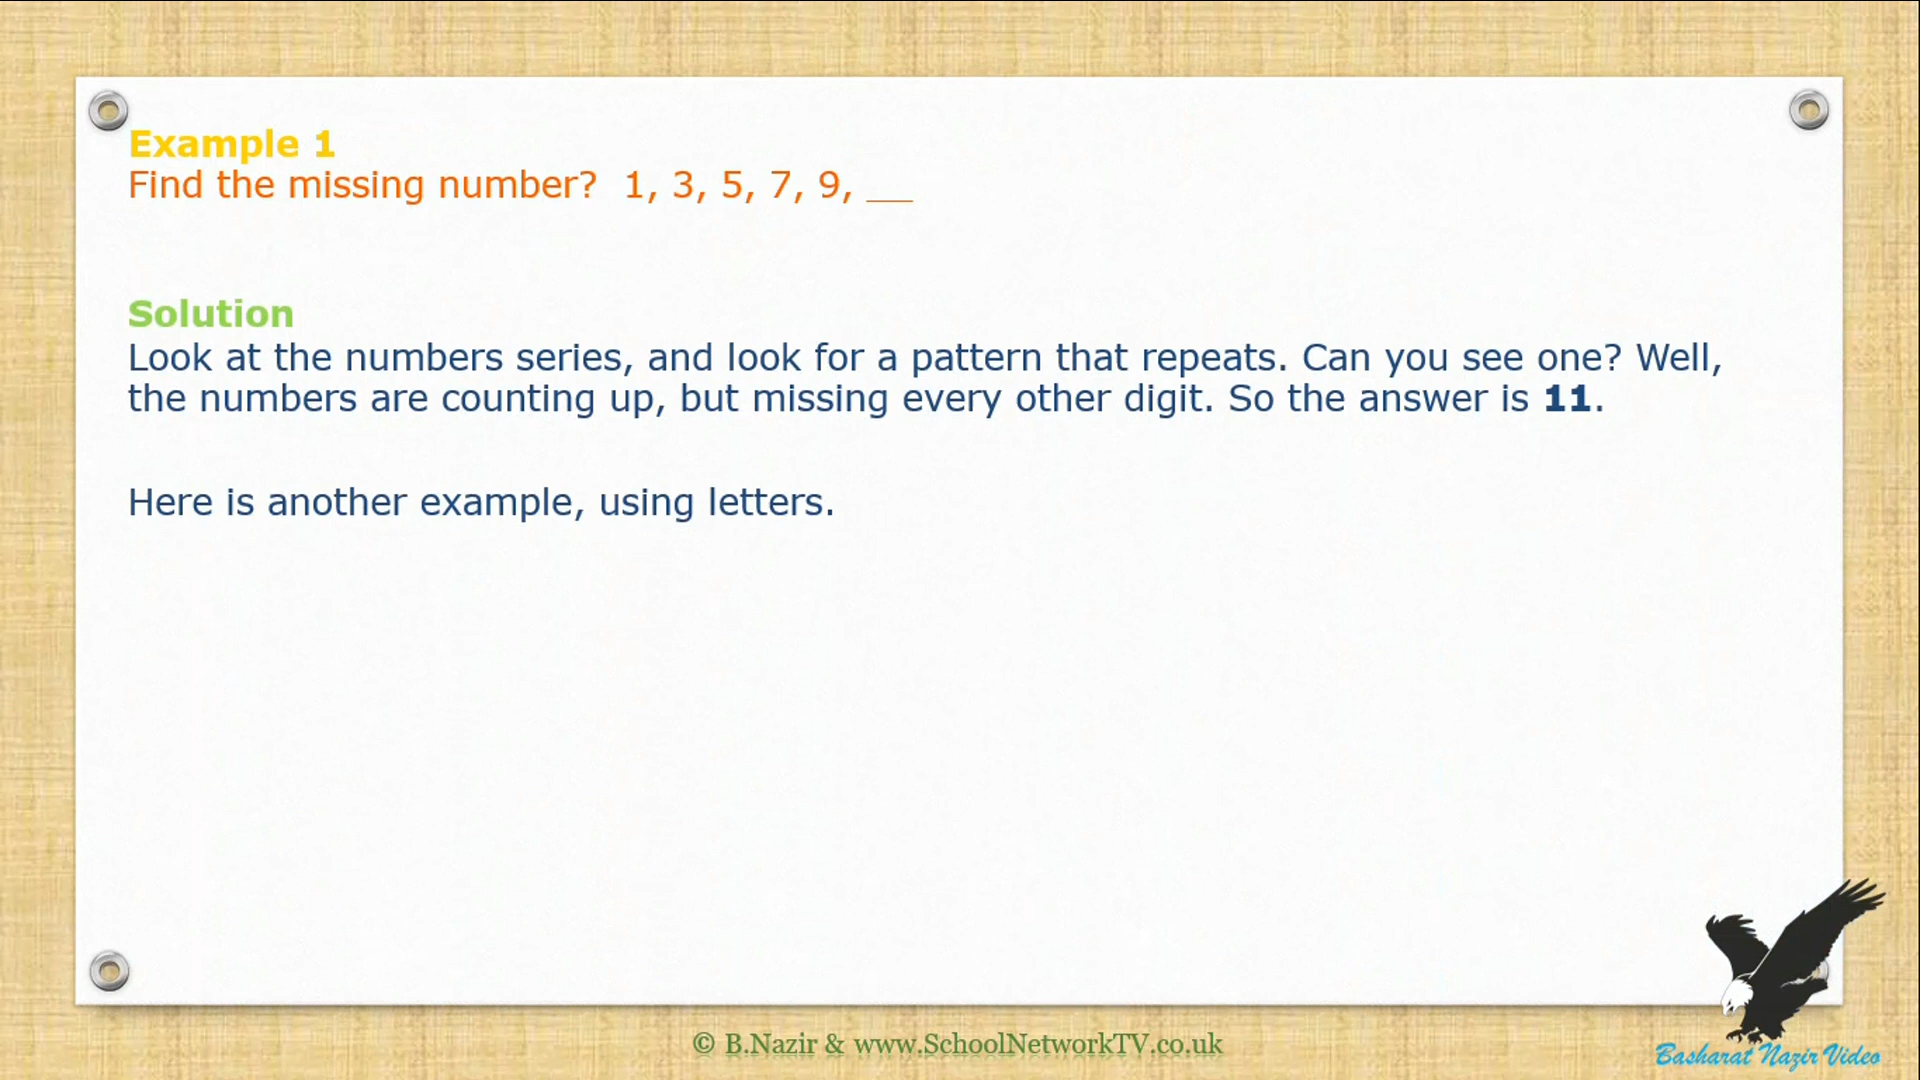 Example 1
Find the missing number?  1, 3, 5, 7, 9, __
Solution
Look at the numbers series, and look for a pattern that repeats. Can you see one? Well,
the numbers are counting up, but missing every other digit. So the answer is 11.
Here is another example, using letters.
© B.Nazir & www.SchoolNetworkTV.co.uk
Basharat Nazir Video